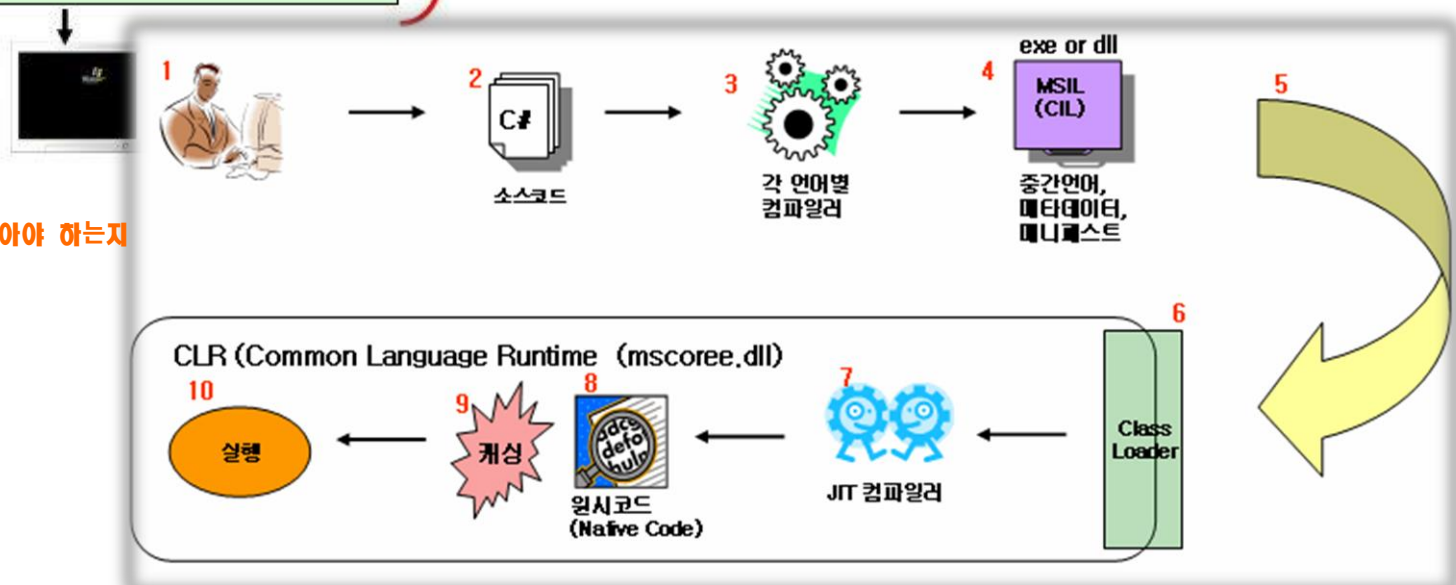 아야 하는지
1
2
C#
소스코드
3
각 언어별
컴파일러
exe or dll
4
MSIL
(CIL)
중간언어,
메타데이터,
매니페스트
5
6
Class
Loader
CLR (Common Language Runtime (mscoree.dll)
7
JIT 컴파일러
8
원시코드
(Native Code)
9
캐싱
10
실행